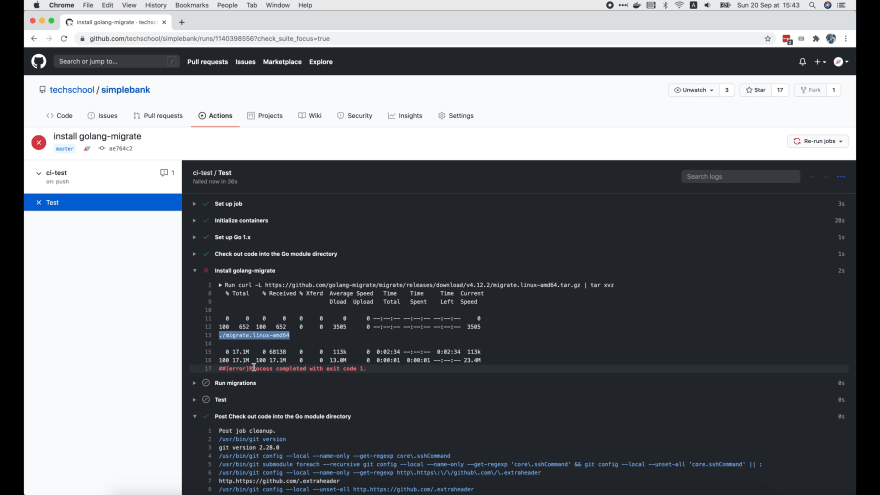 Chrome File Edit View History Bookmarks People Tab Window Help Sun 20 Sep at 15:43
install golang-migrate · techsch
github.com/techschool/simplebank/runs/1140398556?check_suite_focus=true
Search or jump to... / Pull requests Issues Marketplace Explore
techschool / simplebank Unwatch 3 Star 17 Fork 1
Code Issues Pull requests Actions Projects Wiki Security Insights Settings
install golang-migrate
master ae764c2
Re-run jobs
ci-test 1
on: push
Test
ci-test / Test
failed now in 36s
Search logs
Set up job 3s
Initialize containers 28s
Set up Go 1.x 1s
Check out code into the Go module directory 1s
Install golang-migrate 2s
1 Run curl -L https://github.com/golang-migrate/migrate/releases/download/v4.12.2/migrate.linux-amd64.tar.gz | tar xvz
8 % Total % Received % Xferd Average Speed Time Time Time Current
9 Dload Upload Total Spent Left Speed
10
11 0 0 0 0 0 0 0 0 --:--:-- --:--:-- --:--:-- 0
12 100 652 100 652 0 0 3505 0 --:--:-- --:--:-- --:--:-- 3505
13 ./migrate.linux-amd64
14
15 0 17.1M 0 68138 0 0 113k 0 0:02:34 --:--:-- 0:02:34 113k
16 100 17.1M 100 17.1M 0 0 13.0M 0 0:00:01 0:00:01 --:--:-- 23.4M
17 ##[error]Process completed with exit code 1.
Run migrations 0s
Test 0s
Post Check out code into the Go module directory 0s
1 Post job cleanup.
2 /usr/bin/git version
3 git version 2.28.0
4 /usr/bin/git config --local --name-only --get-regexp core\.sshCommand
5 /usr/bin/git submodule foreach --recursive git config --local --name-only --get-regexp 'core\.sshCommand' && git config --local --unset-all 'core.sshCommand' || :
6 /usr/bin/git config --local --name-only --get-regexp http\.https\:\/\/github\.com\/\.extraheader
7 http.https://github.com/.extraheader
8 /usr/bin/git config --local --unset-all http.https://github.com/.extraheader